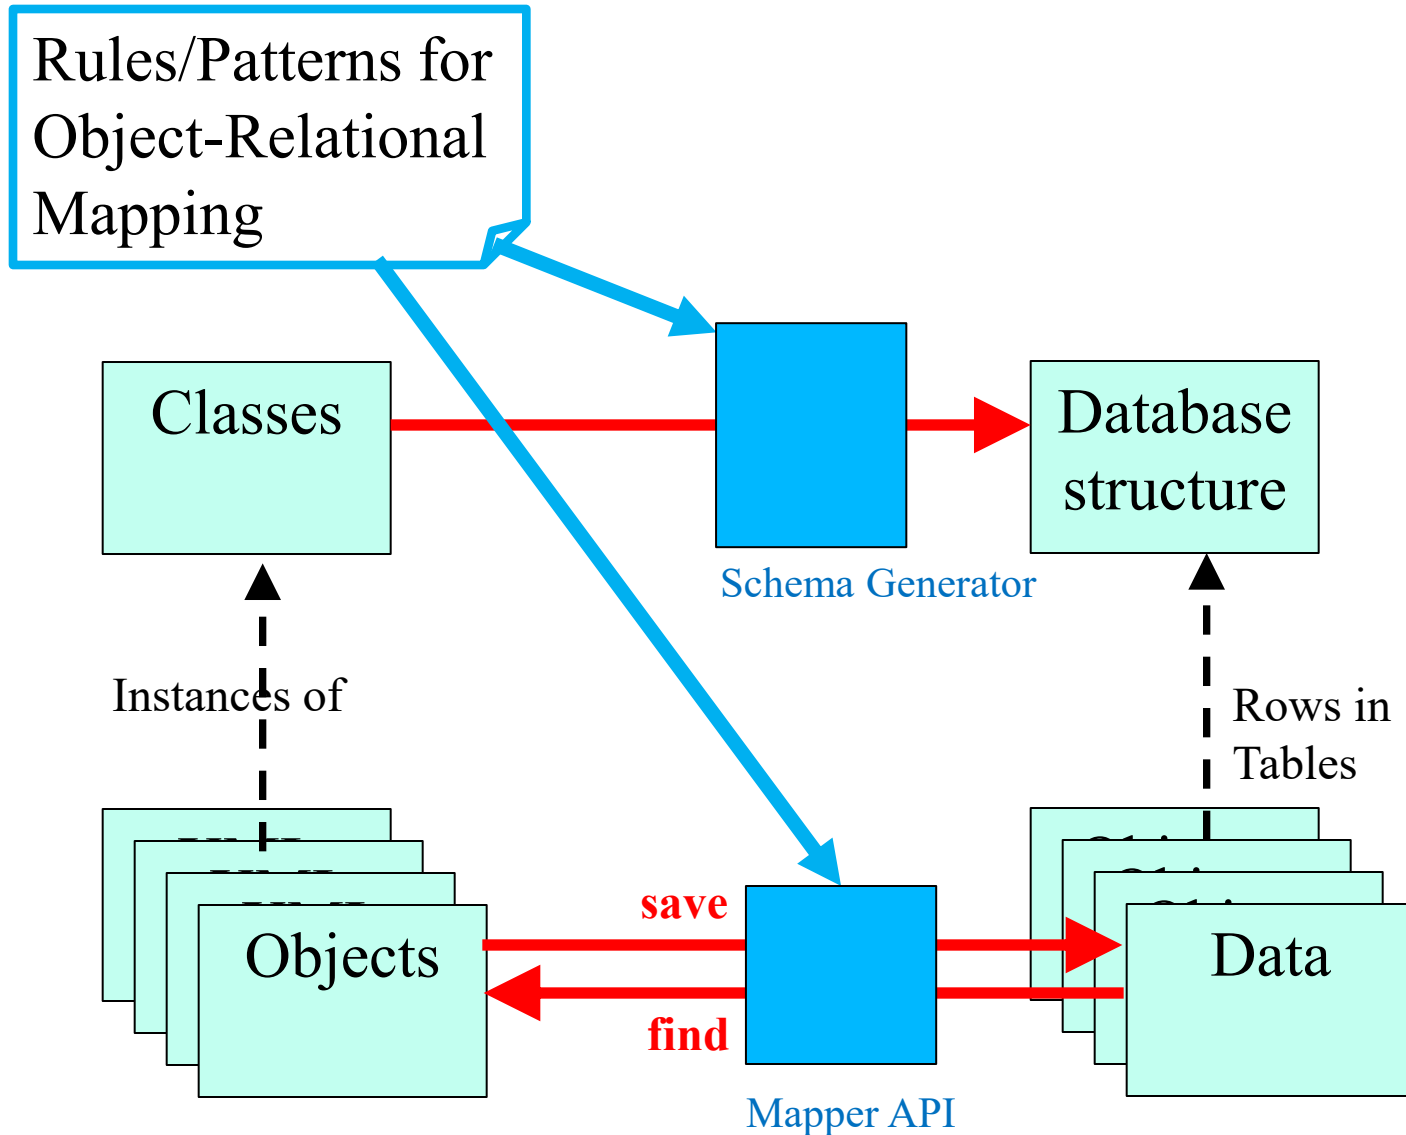 Rules/Patterns for
Object-Relational
Mapping
Classes
Database
structure
Schema Generator
Instances of
Rows in
Tables
save
Objects
Data
find
Mapper API